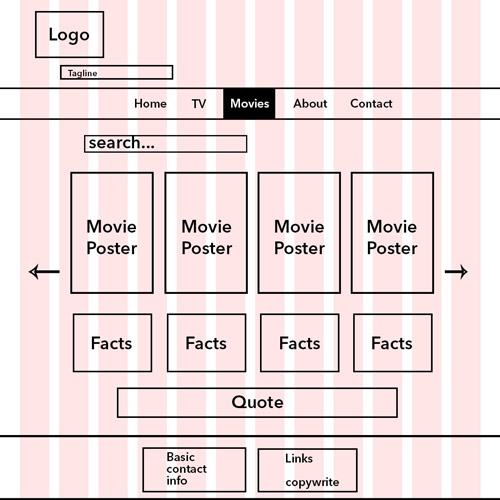 Logo
Tagline
Home TV Movies About Contact
search...
Movie Poster
Movie Poster
Movie Poster
Movie Poster
Facts Facts Facts Facts
Quote
Basic
contact
info
Links
copywrite